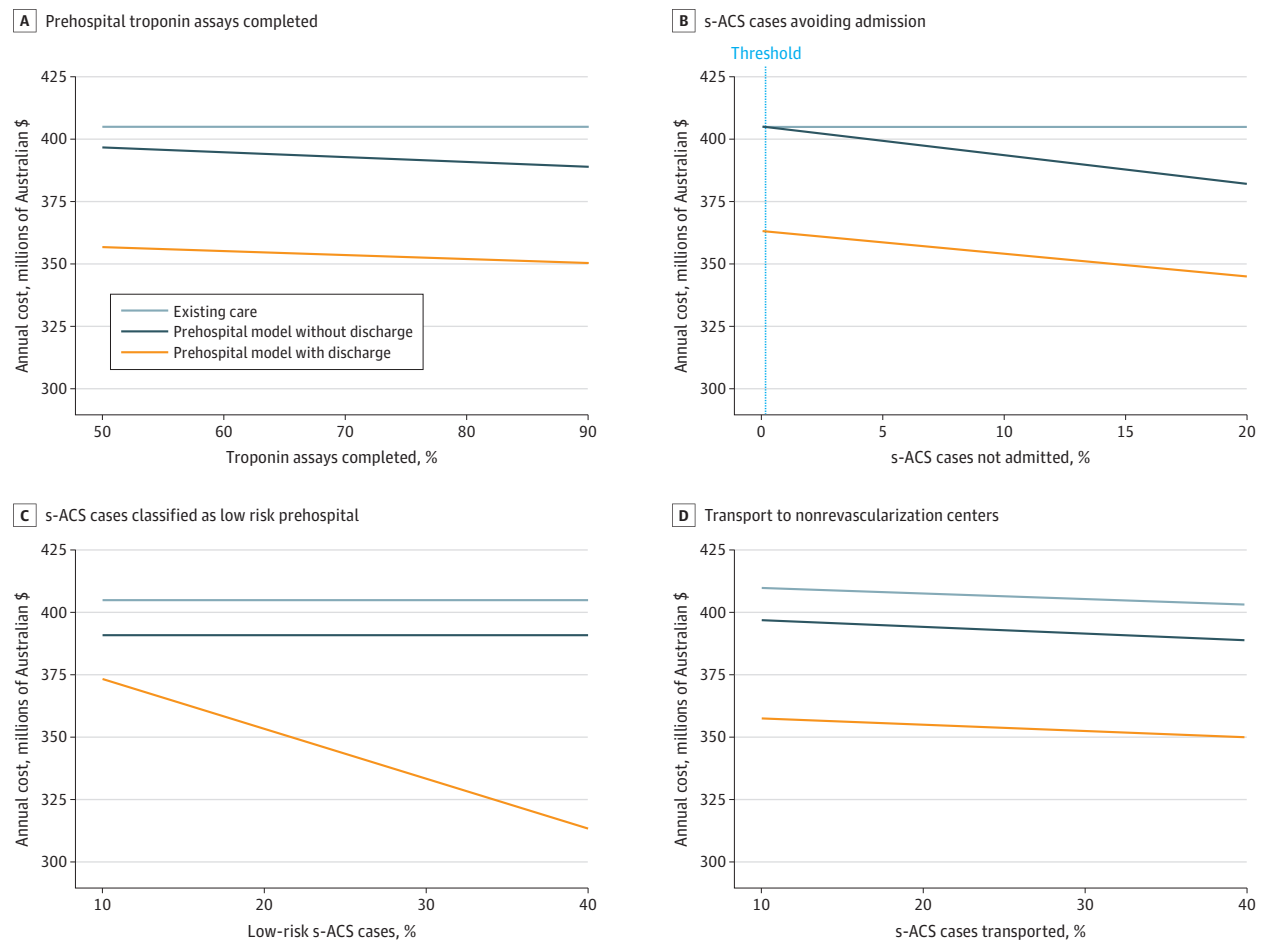 A Prehospital troponin assays completed
425
400
375
350
325
300
Annual cost, millions of Australian $
Existing care
Prehospital model without discharge
Prehospital model with discharge
50 60 70 80 90
Troponin assays completed, %
B s-ACS cases avoiding admission
Threshold
425
400
375
350
325
300
Annual cost, millions of Australian $
0 5 10 15 20
s-ACS cases not admitted, %
C s-ACS cases classified as low risk prehospital
425
400
375
350
325
300
Annual cost, millions of Australian $
10 20 30 40
Low-risk s-ACS cases, %
D Transport to nonrevascularization centers
425
400
375
350
325
300
Annual cost, millions of Australian $
10 20 30 40
s-ACS cases transported, %